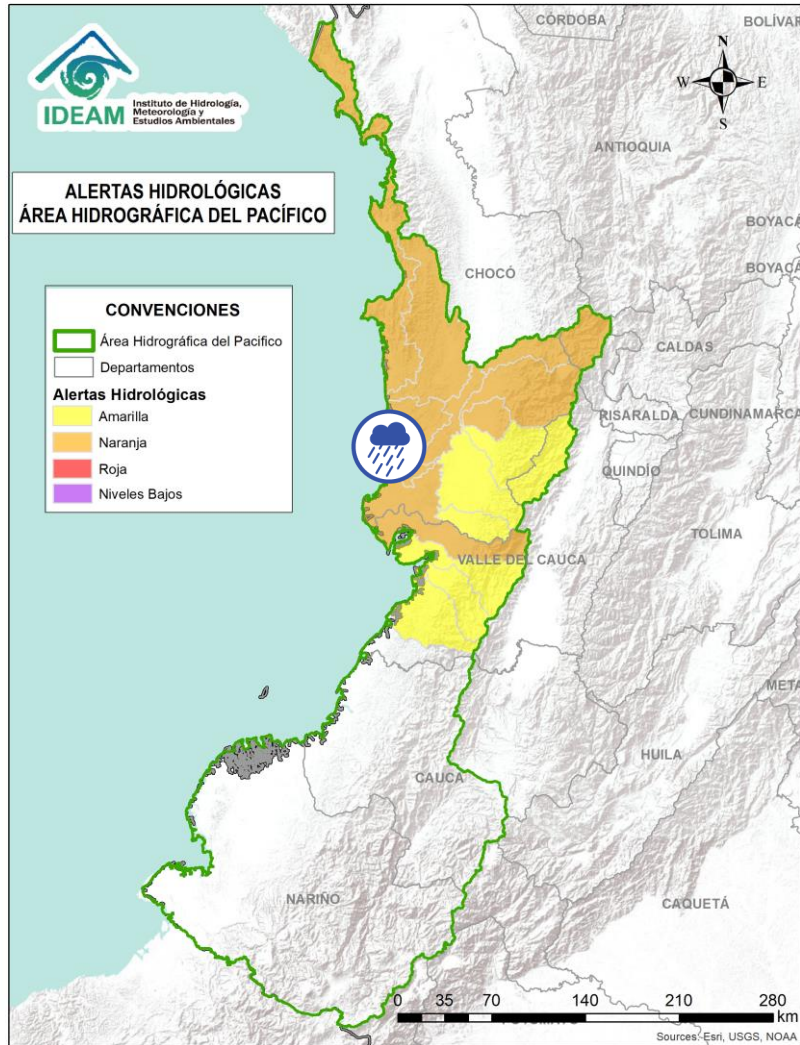 IDEAM
Instituto de Hidrología,
Meteorología y
Estudios Ambientales
ALERTAS HIDROLÓGICAS
ÁREA HIDROGRÁFICA DEL PACÍFICO
CONVENCIONES
Área Hidrográfica del Pacifico
Departamentos
Alertas Hidrológicas
Amarilla
Naranja
Roja
Niveles Bajos
CÓRDOBA
BOLÍVAR
N
W E
S
ANTIOQUIA
BOYACÁ
BOYACÁ
CHOCÓ
CALDAS
RISARALDA
CUNDINAMARCA
QUINDÍO
TOLIMA
VALLE DEL CAUCA
META
HUILA
CAUCA
NARIÑO
CAQUETÁ
0 35 70 140 210 280
km
Sources: Esri, USGS, NOAA